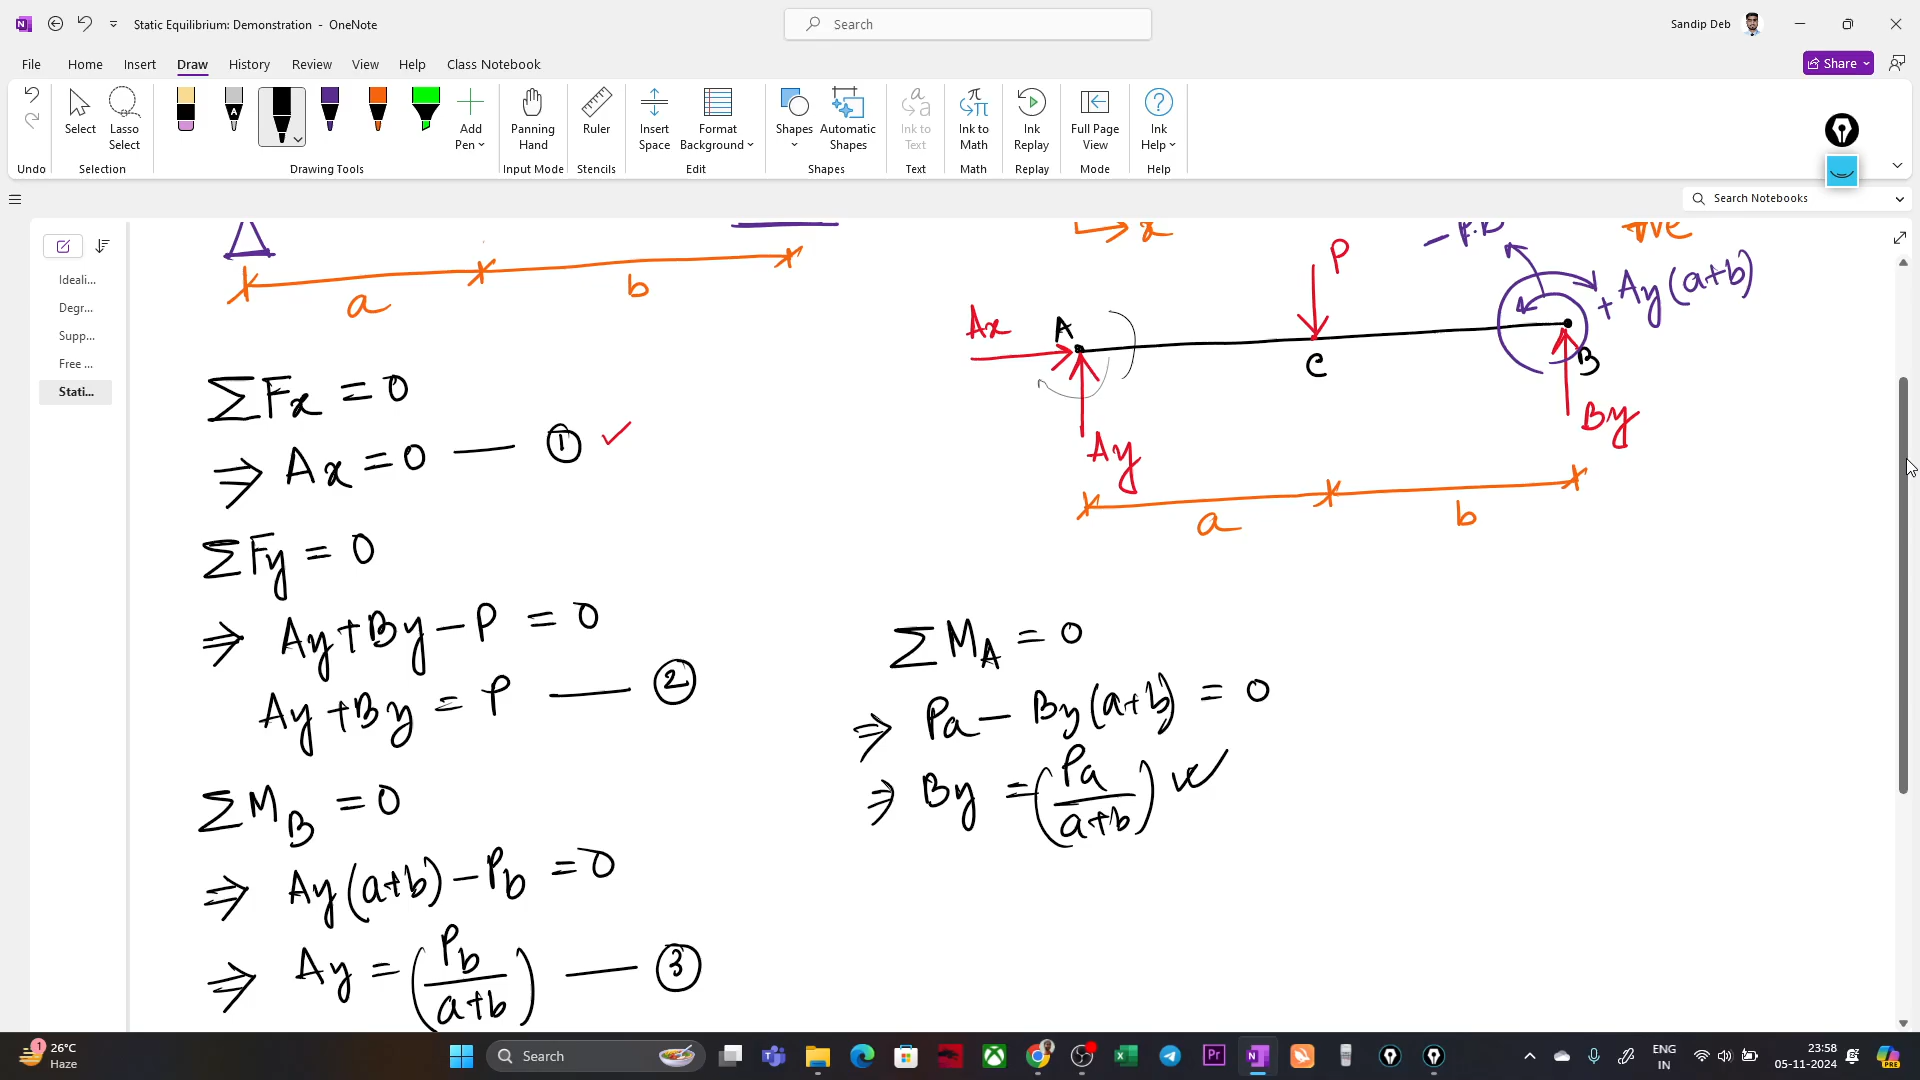 Static Equilibrium: Demonstration - OneNote
Search
Sandip Deb
File Home Insert Draw History Review View Help Class Notebook
Share
Select
Lasso Select
Add Pen
Panning Hand
Ruler
Insert Space
Format Background
Shapes
Automatic Shapes
Ink to Text
Ink to Math
Ink Replay
Full Page View
Ink Help
Undo Selection Drawing Tools Input Mode Stencils Edit Shapes Text Math Replay Mode Help
Search Notebooks
Ideali...
Degr...
Supp...
Free ...
Stati...
a
b
x
-P.b
+ve
P
+ Ay(a+b)
Ax
A
C
B
Ay
By
a
b
ΣFx = 0
⇒ Ax = 0 — ① ✓
ΣFy = 0
⇒ Ay + By - P = 0
Ay + By = P — ②
ΣM_B = 0
⇒ Ay(a+b) - Pb = 0
⇒ Ay = (Pb/(a+b)) — ③
ΣM_A = 0
⇒ Pa - By(a+b) = 0
⇒ By = (Pa/(a+b)) ✓
1
26°C
Haze
Search
ENG
IN
23:58
05-11-2024